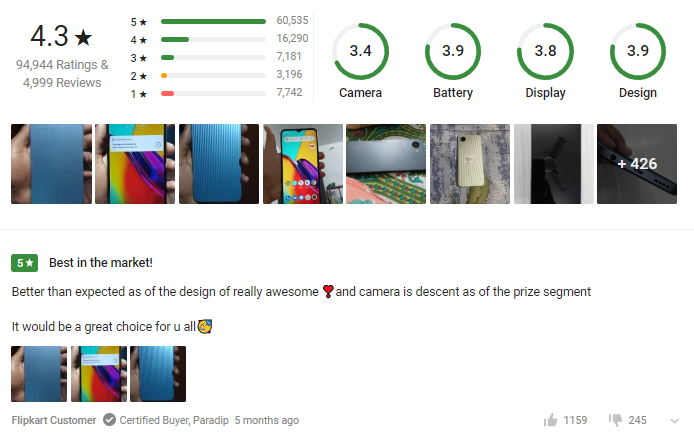 4.3 ★
94,944 Ratings &
4,999 Reviews
5 ★ 60,535
4 ★ 16,290
3 ★ 7,181
2 ★ 3,196
1 ★ 7,742
3.4 3.9 3.8 3.9
Camera Battery Display Design
+ 426
5 ★ Best in the market!
Better than expected as of the design of really awesome ❣️and camera is descent as of the prize segment
It would be a great choice for u all🥳
Flipkart Customer Certified Buyer, Paradip 5 months ago 1159 245